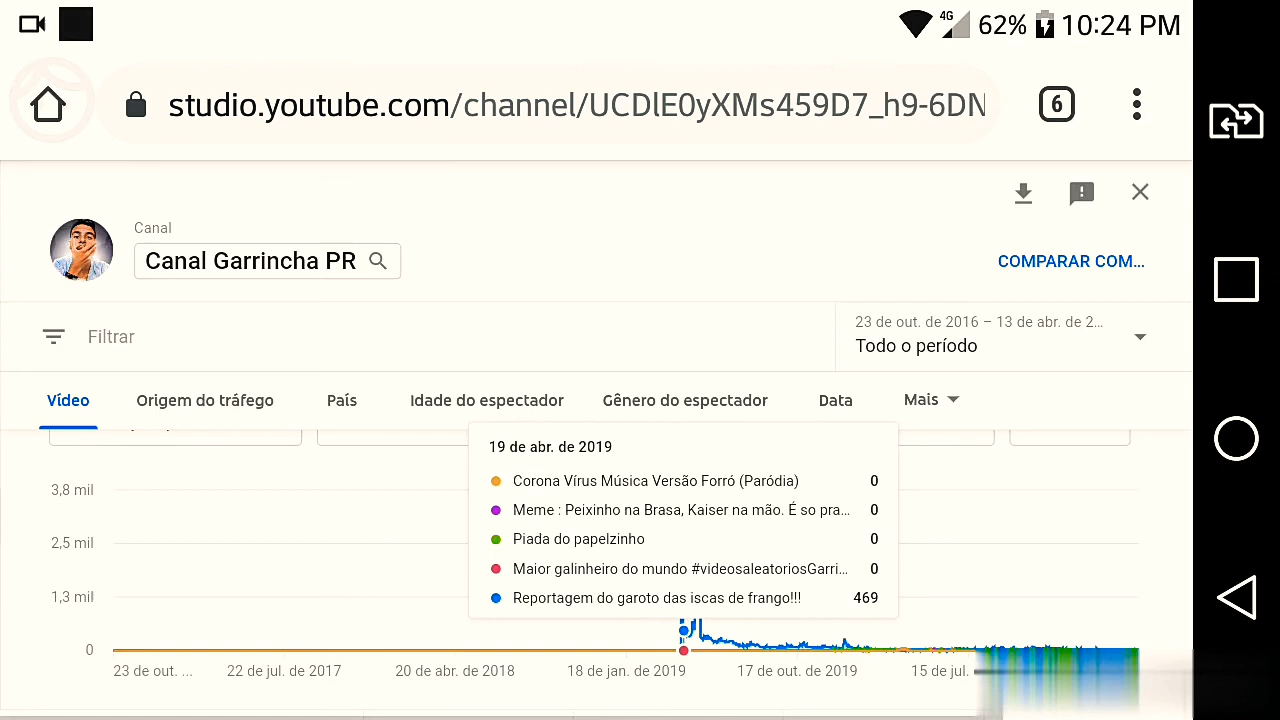 4G 62% 10:24 PM
studio.youtube.com/channel/UCDlE0yXMs459D7_h9-6DN
6
Canal
Canal Garrincha PR
COMPARAR COM...
Filtrar
23 de out. de 2016 – 13 de abr. de 2...
Todo o período
Vídeo Origem do tráfego País Idade do espectador Gênero do espectador Data Mais
19 de abr. de 2019
Corona Vírus Música Versão Forró (Paródia) 0
Meme : Peixinho na Brasa, Kaiser na mão. É so pra... 0
Piada do papelzinho 0
Maior galinheiro do mundo #videosaleatoriosGarri... 0
Reportagem do garoto das iscas de frango!!! 469
3,8 mil
2,5 mil
1,3 mil
0
23 de out. ... 22 de jul. de 2017 20 de abr. de 2018 18 de jan. de 2019 17 de out. de 2019 15 de jul.